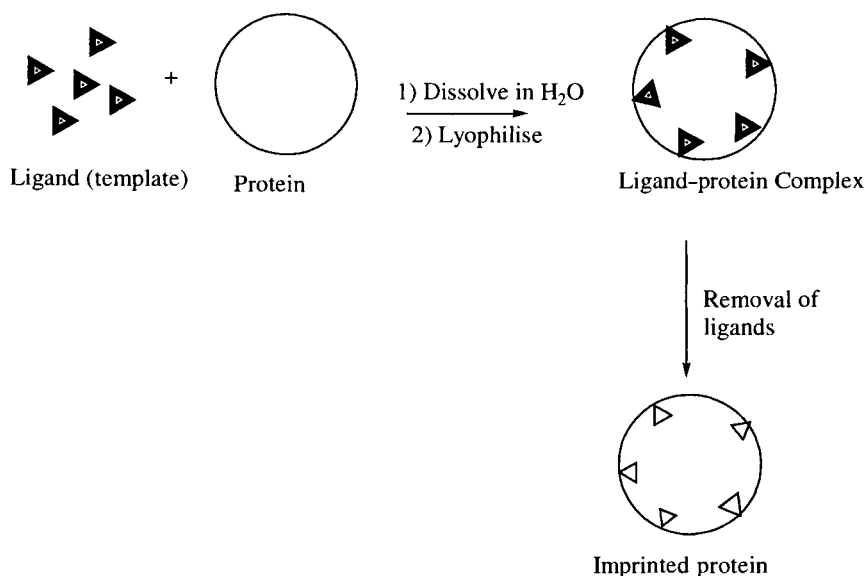 +
1) Dissolve in H₂O
2) Lyophilise
Ligand (template)
Protein
Ligand–protein Complex
Removal of
ligands
Imprinted protein